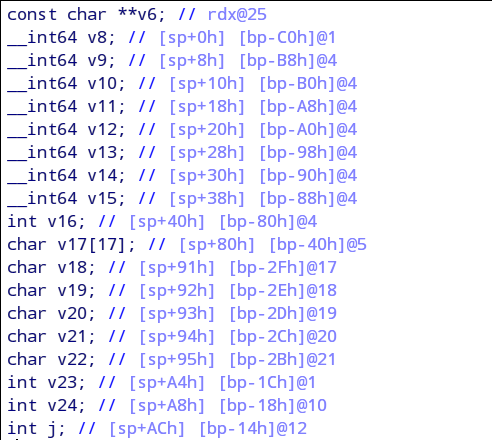 const char **v6; // rdx@25
__int64 v8; // [sp+0h] [bp-C0h]@1
__int64 v9; // [sp+8h] [bp-B8h]@4
__int64 v10; // [sp+10h] [bp-B0h]@4
__int64 v11; // [sp+18h] [bp-A8h]@4
__int64 v12; // [sp+20h] [bp-A0h]@4
__int64 v13; // [sp+28h] [bp-98h]@4
__int64 v14; // [sp+30h] [bp-90h]@4
__int64 v15; // [sp+38h] [bp-88h]@4
int v16; // [sp+40h] [bp-80h]@4
char v17[17]; // [sp+80h] [bp-40h]@5
char v18; // [sp+91h] [bp-2Fh]@17
char v19; // [sp+92h] [bp-2Eh]@18
char v20; // [sp+93h] [bp-2Dh]@19
char v21; // [sp+94h] [bp-2Ch]@20
char v22; // [sp+95h] [bp-2Bh]@21
int v23; // [sp+A4h] [bp-1Ch]@1
int v24; // [sp+A8h] [bp-18h]@10
int j; // [sp+ACh] [bp-14h]@12